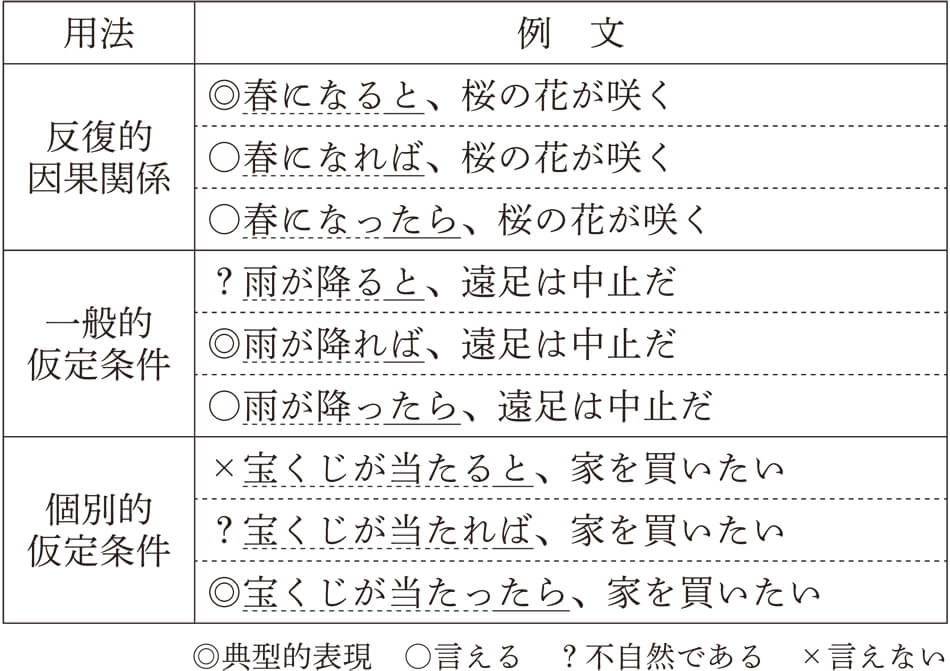 用法 例 文
反復的
因果関係
◎春になると、桜の花が咲く
○春になれば、桜の花が咲く
○春になったら、桜の花が咲く
一般的
仮定条件
？雨が降ると、遠足は中止だ
◎雨が降れば、遠足は中止だ
○雨が降ったら、遠足は中止だ
個別的
仮定条件
×宝くじが当たると、家を買いたい
？宝くじが当たれば、家を買いたい
◎宝くじが当たったら、家を買いたい
◎典型的表現 ○言える ？不自然である ×言えない